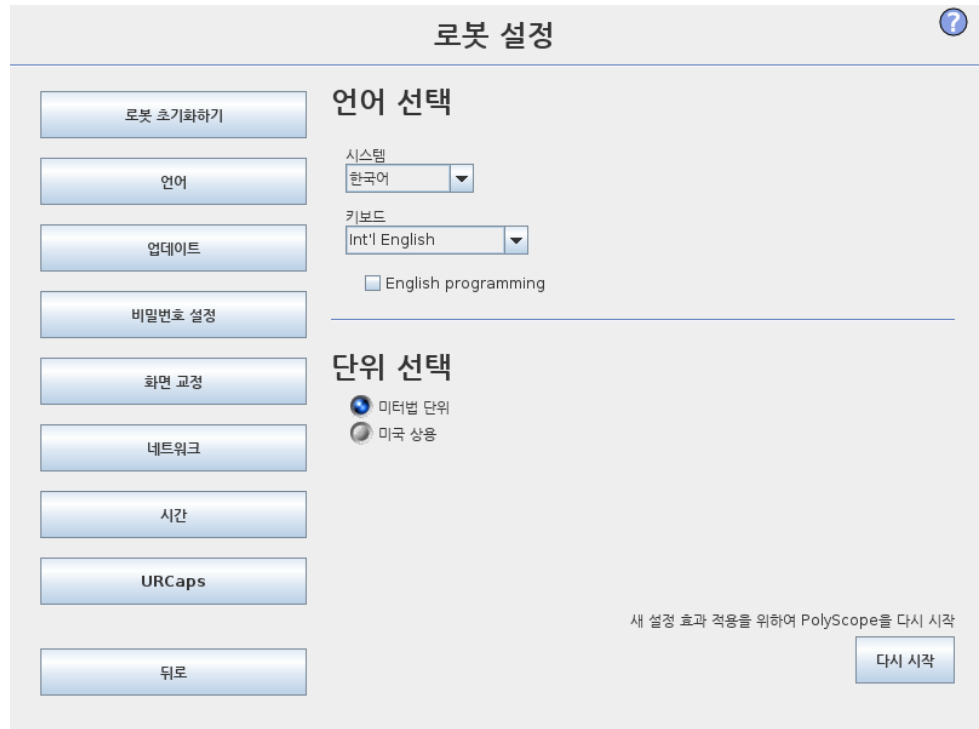 로봇 설정
?
로봇 초기화하기
언어
업데이트
비밀번호 설정
화면 교정
네트워크
시간
URCaps
뒤로
언어 선택
시스템
한국어
키보드
Int'l English
English programming
단위 선택
미터법 단위
미국 상용
새 설정 효과 적용을 위하여 PolyScope을 다시 시작
다시 시작